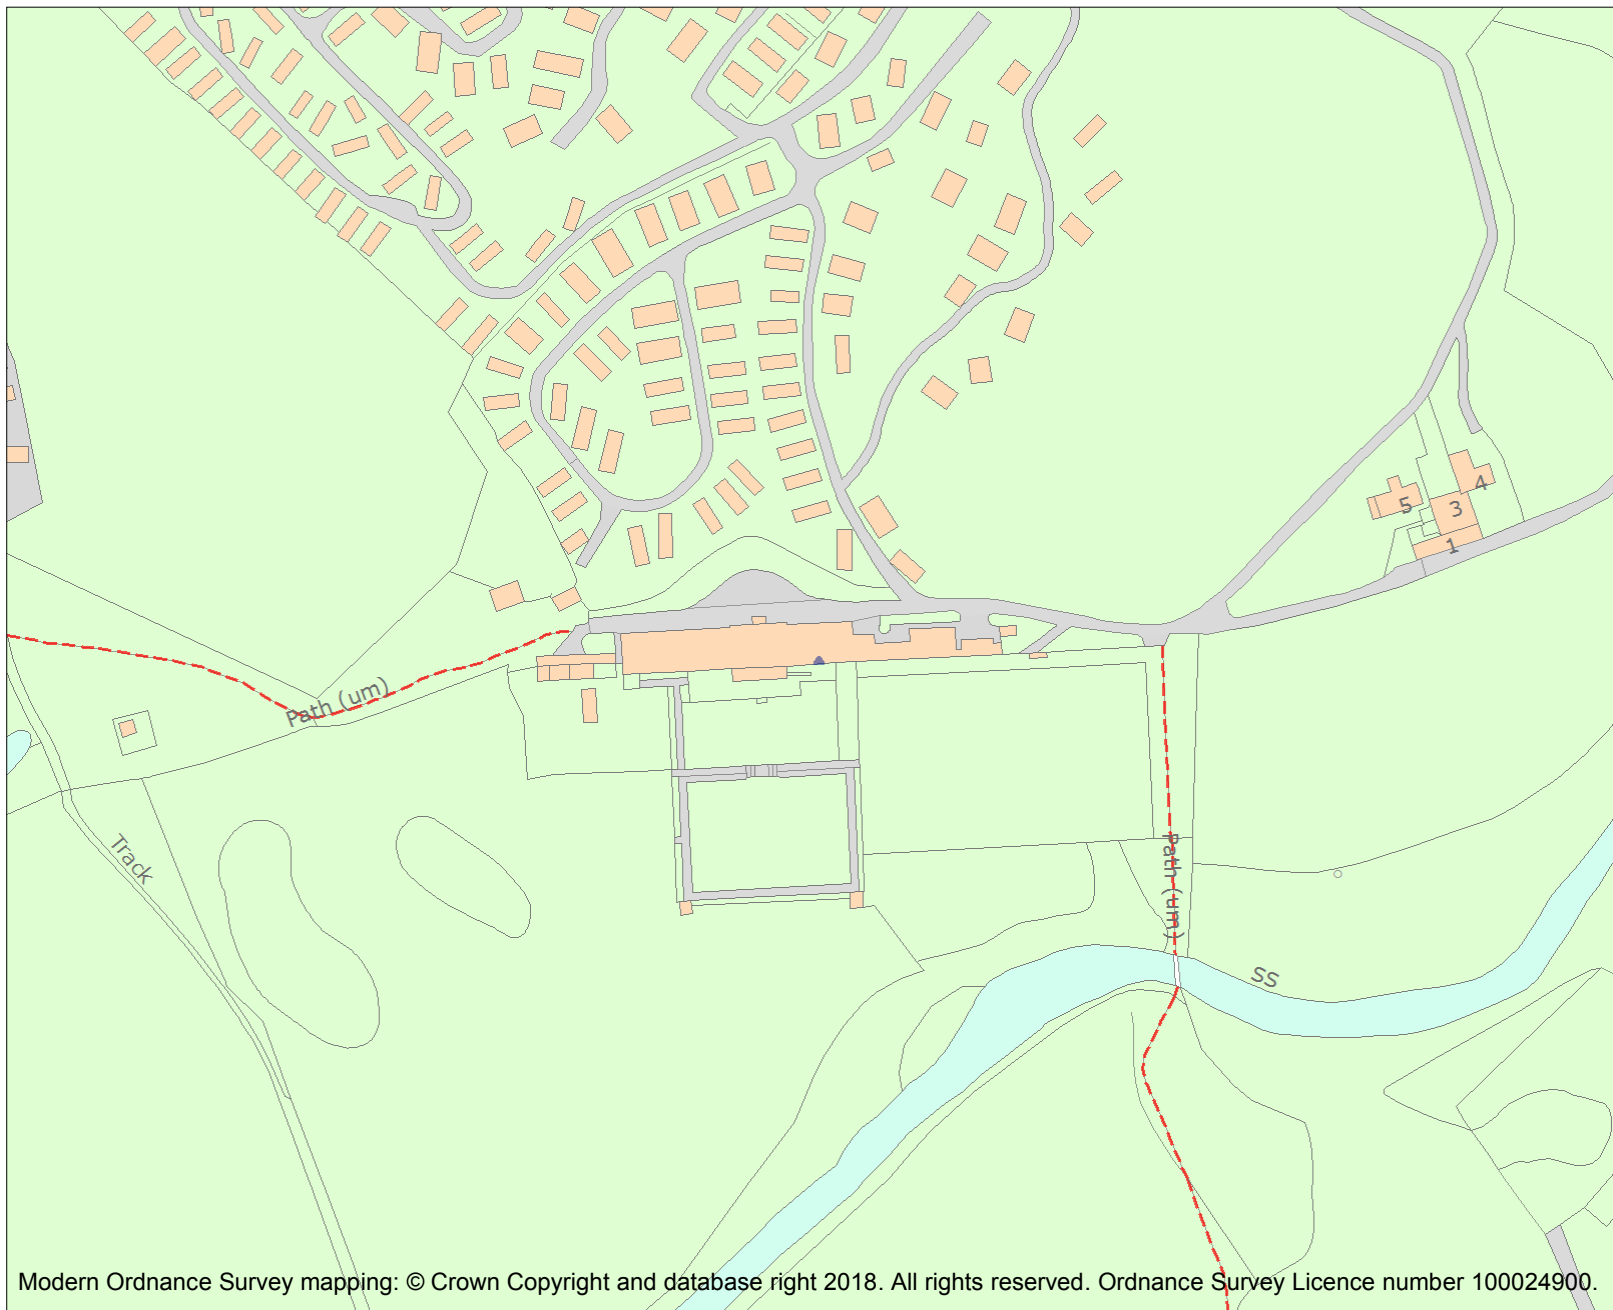 5
4
3
1
Path (um)
Track
Path (um)
SS
Modern Ordnance Survey mapping: © Crown Copyright and database right 2018. All rights reserved. Ordnance Survey Licence number 100024900.